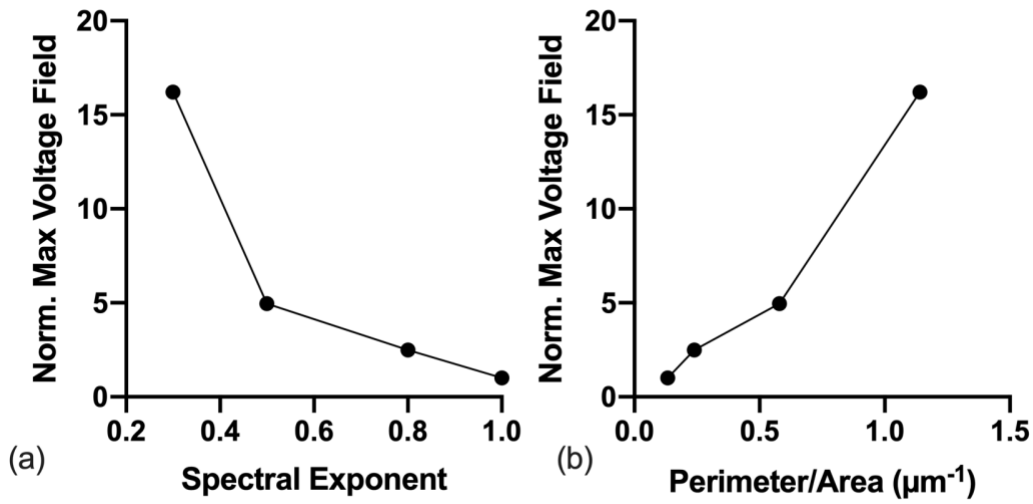 Norm. Max Voltage Field
20
15
10
5
0
0.2 0.4 0.6 0.8 1.0
Spectral Exponent
(a)
Norm. Max Voltage Field
20
15
10
5
0
0.0 0.5 1.0 1.5
Perimeter/Area (µm⁻¹)
(b)